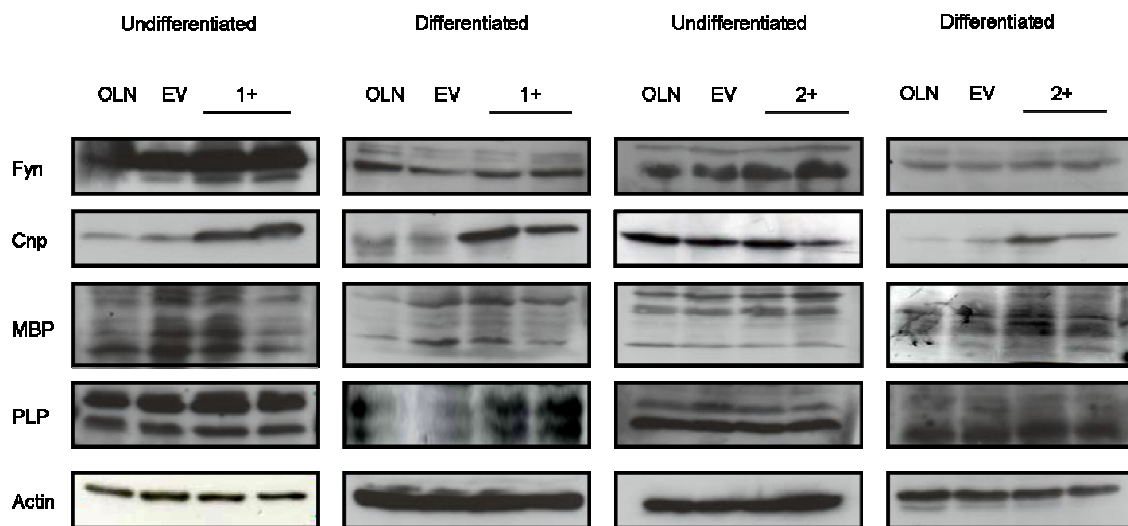 Undifferentiated Differentiated Undifferentiated Differentiated
OLN EV 1+ OLN EV 1+ OLN EV 2+ OLN EV 2+
Fyn
Cnp
MBP
PLP
Actin